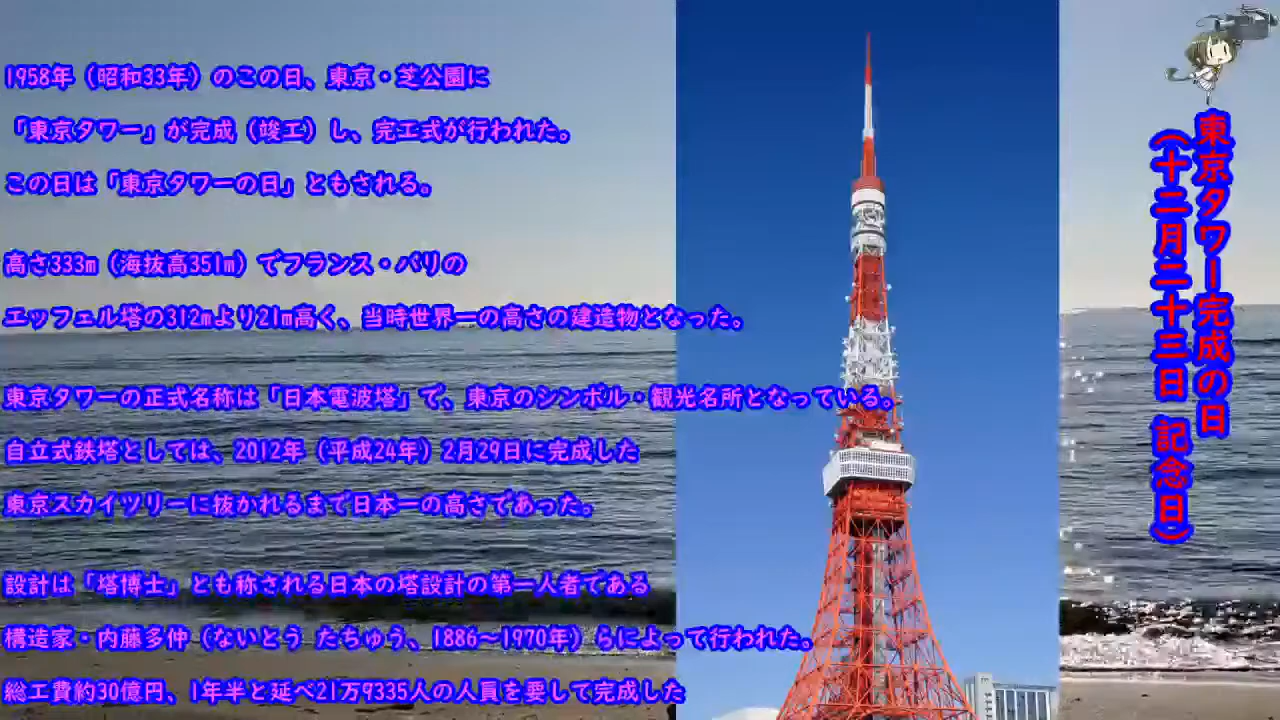 東京タワー完成の日
（十二月二十三日 記念日）
1958年（昭和33年）のこの日、東京・芝公園に
「東京タワー」が完成（竣工）し、完工式が行われた。
この日は「東京タワーの日」ともされる。
高さ333m（海抜高351m）でフランス・パリの
エッフェル塔の312mより21m高く、当時世界一の高さの建造物となった。
東京タワーの正式名称は「日本電波塔」で、東京のシンボル・観光名所となっている。
自立式鉄塔としては、2012年（平成24年）2月29日に完成した
東京スカイツリーに抜かれるまで日本一の高さであった。
設計は「塔博士」とも称される日本の塔設計の第一人者である
構造家・内藤多仲（ないとう たちゅう、1886～1970年）らによって行われた。
総工費約30億円、1年半と延べ21万9335人の人員を要して完成した